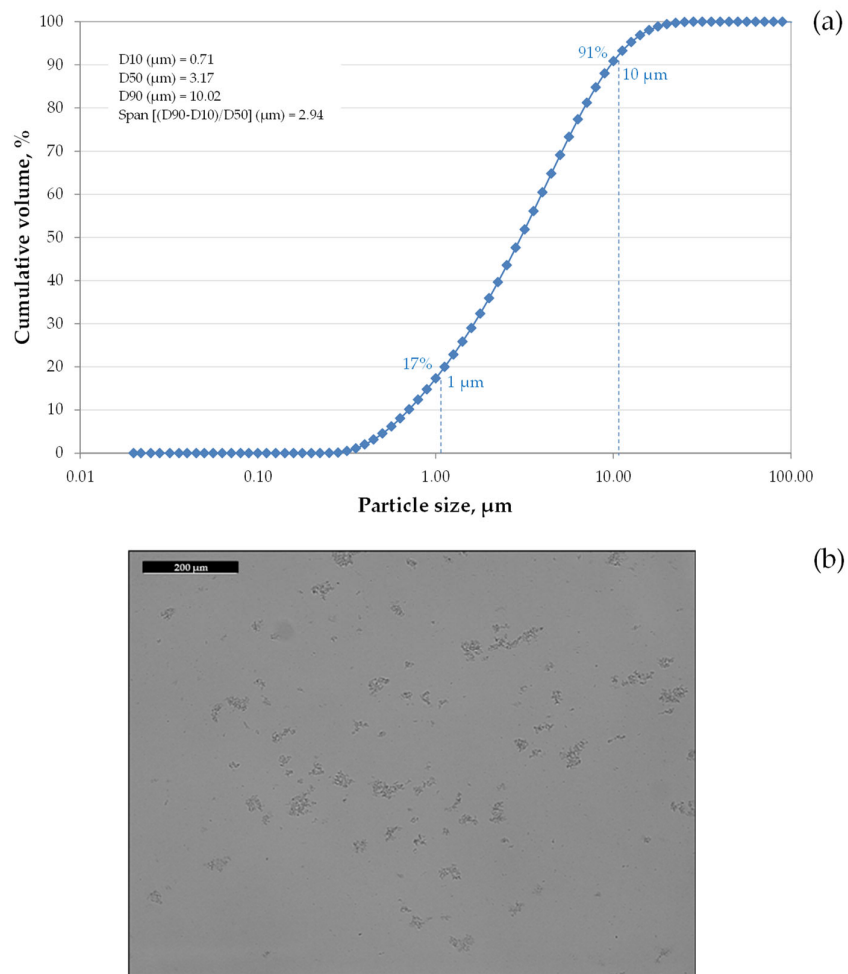 (a)
100
90
80
70
60
50
40
30
20
10
0
Cumulative volume, %
D10 (µm) = 0.71
D50 (µm) = 3.17
D90 (µm) = 10.02
Span [(D90-D10)/D50] (µm) = 2.94
91%
10 µm
17%
1 µm
0.01 0.10 1.00 10.00 100.00
Particle size, µm
(b)
200 µm